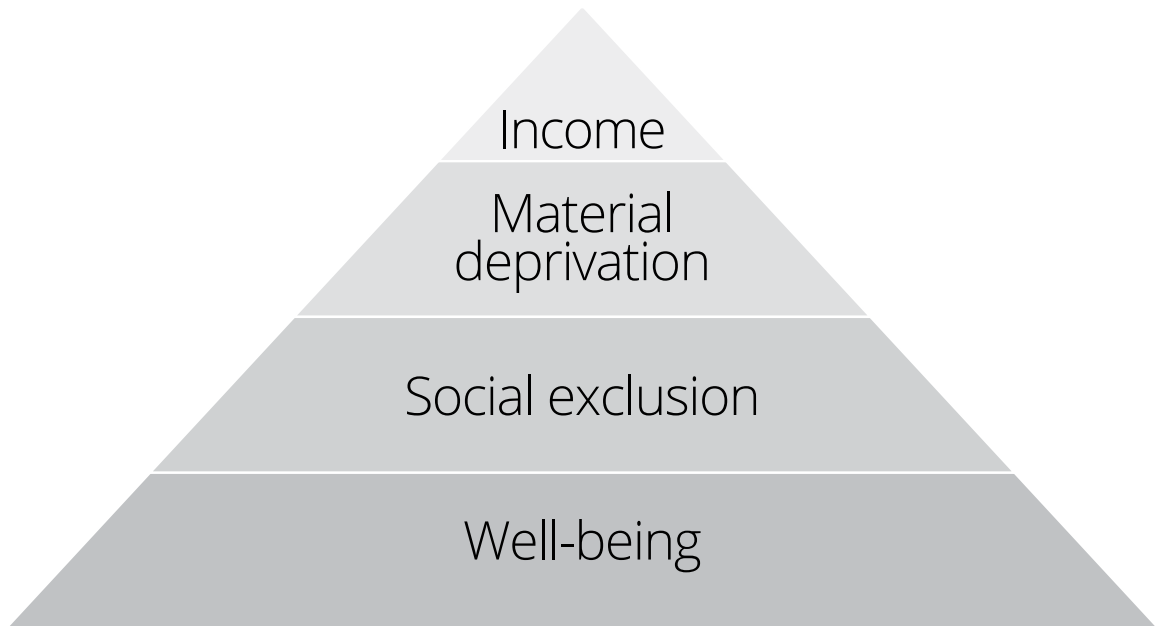 Income
Material
deprivation
Social exclusion
Well-being